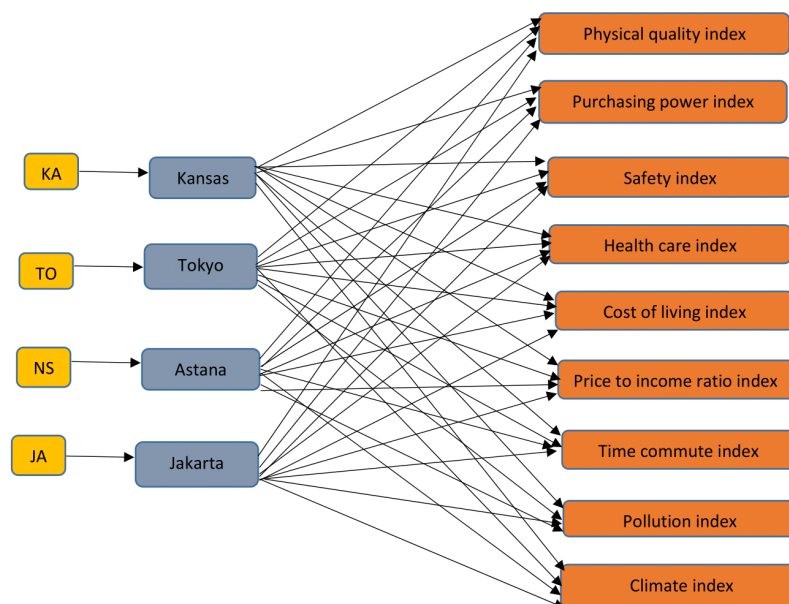 Physical quality index
Purchasing power index
KA
Kansas
Safety index
TO
Tokyo
Health care index
Cost of living index
NS
Astana
Price to income ratio index
JA
Jakarta
Time commute index
Pollution index
Climate index